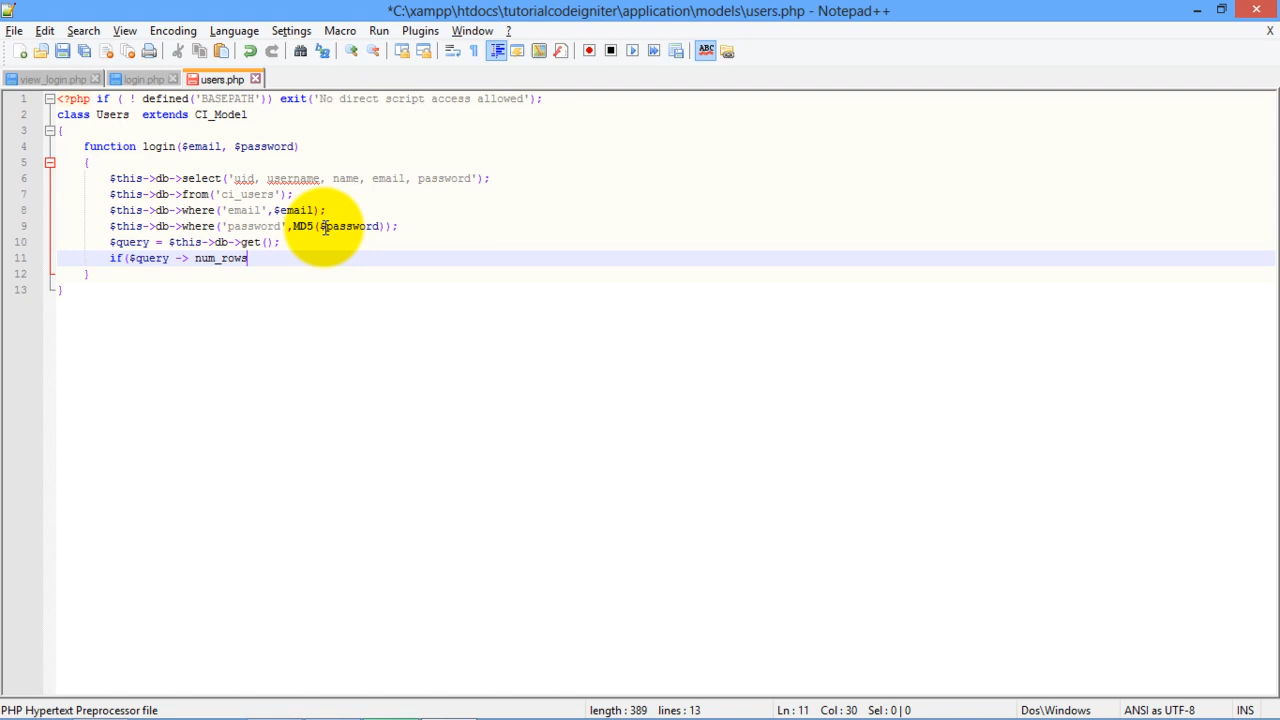 *C:\xampp\htdocs\tutorialcodeigniter\application\models\users.php - Notepad++
File Edit Search View Encoding Language Settings Macro Run Plugins Window ? X
view_login.php login.php users.php
1 <?php if ( ! defined('BASEPATH')) exit('No direct script access allowed');
2 class Users  extends CI_Model
3 {
4     function login($email, $password)
5     {
6         $this->db->select('uid, username, name, email, password');
7         $this->db->from('ci_users');
8         $this->db->where('email',$email);
9         $this->db->where('password',MD5($password));
10         $query = $this->db->get();
11         if($query -> num_rows
12     }
13 }
PHP Hypertext Preprocessor file length : 389 lines : 13 Ln : 11 Col : 30 Sel : 0 | 0 Dos\Windows ANSI as UTF-8 INS